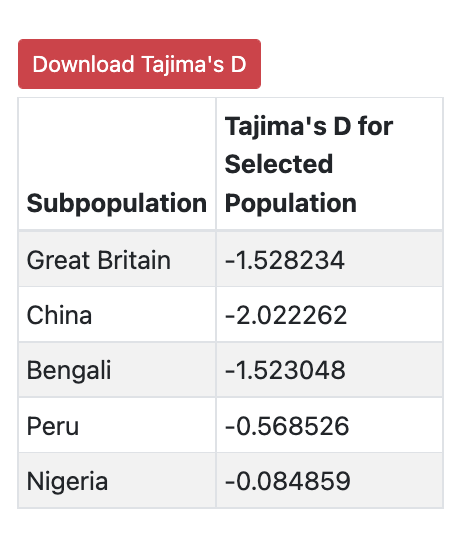 Download Tajima's D
Tajima's D for
Selected
Subpopulation Population
Great Britain -1.528234
China -2.022262
Bengali -1.523048
Peru -0.568526
Nigeria -0.084859